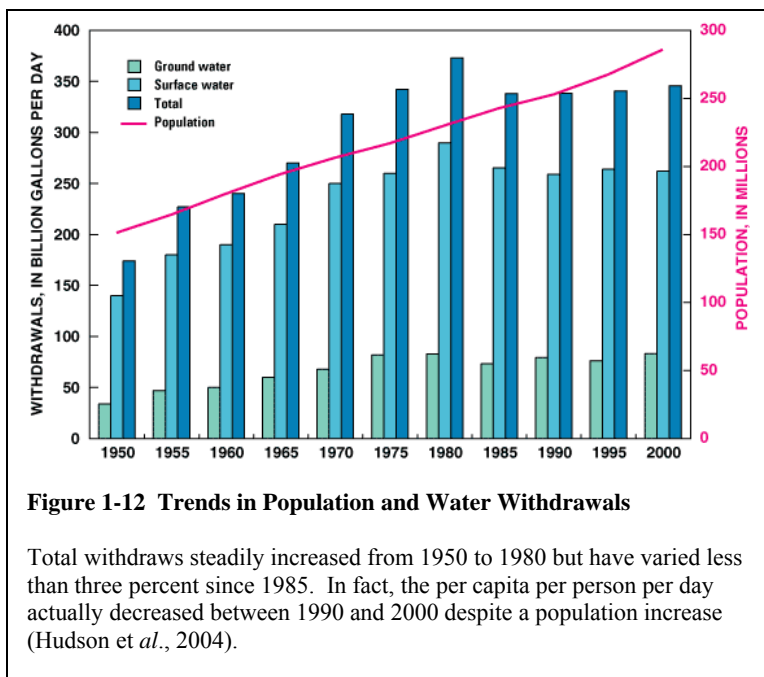 400
350
300
250
200
150
100
50
0
WITHDRAWALS, IN BILLION GALLONS PER DAY
Ground water
Surface water
Total
Population
300
250
200
150
100
50
0
POPULATION, IN MILLIONS
1950 1955 1960 1965 1970 1975 1980 1985 1990 1995 2000
Figure 1-12 Trends in Population and Water Withdrawals
Total withdraws steadily increased from 1950 to 1980 but have varied less
than three percent since 1985. In fact, the per capita per person per day
actually decreased between 1990 and 2000 despite a population increase
(Hudson et al., 2004).